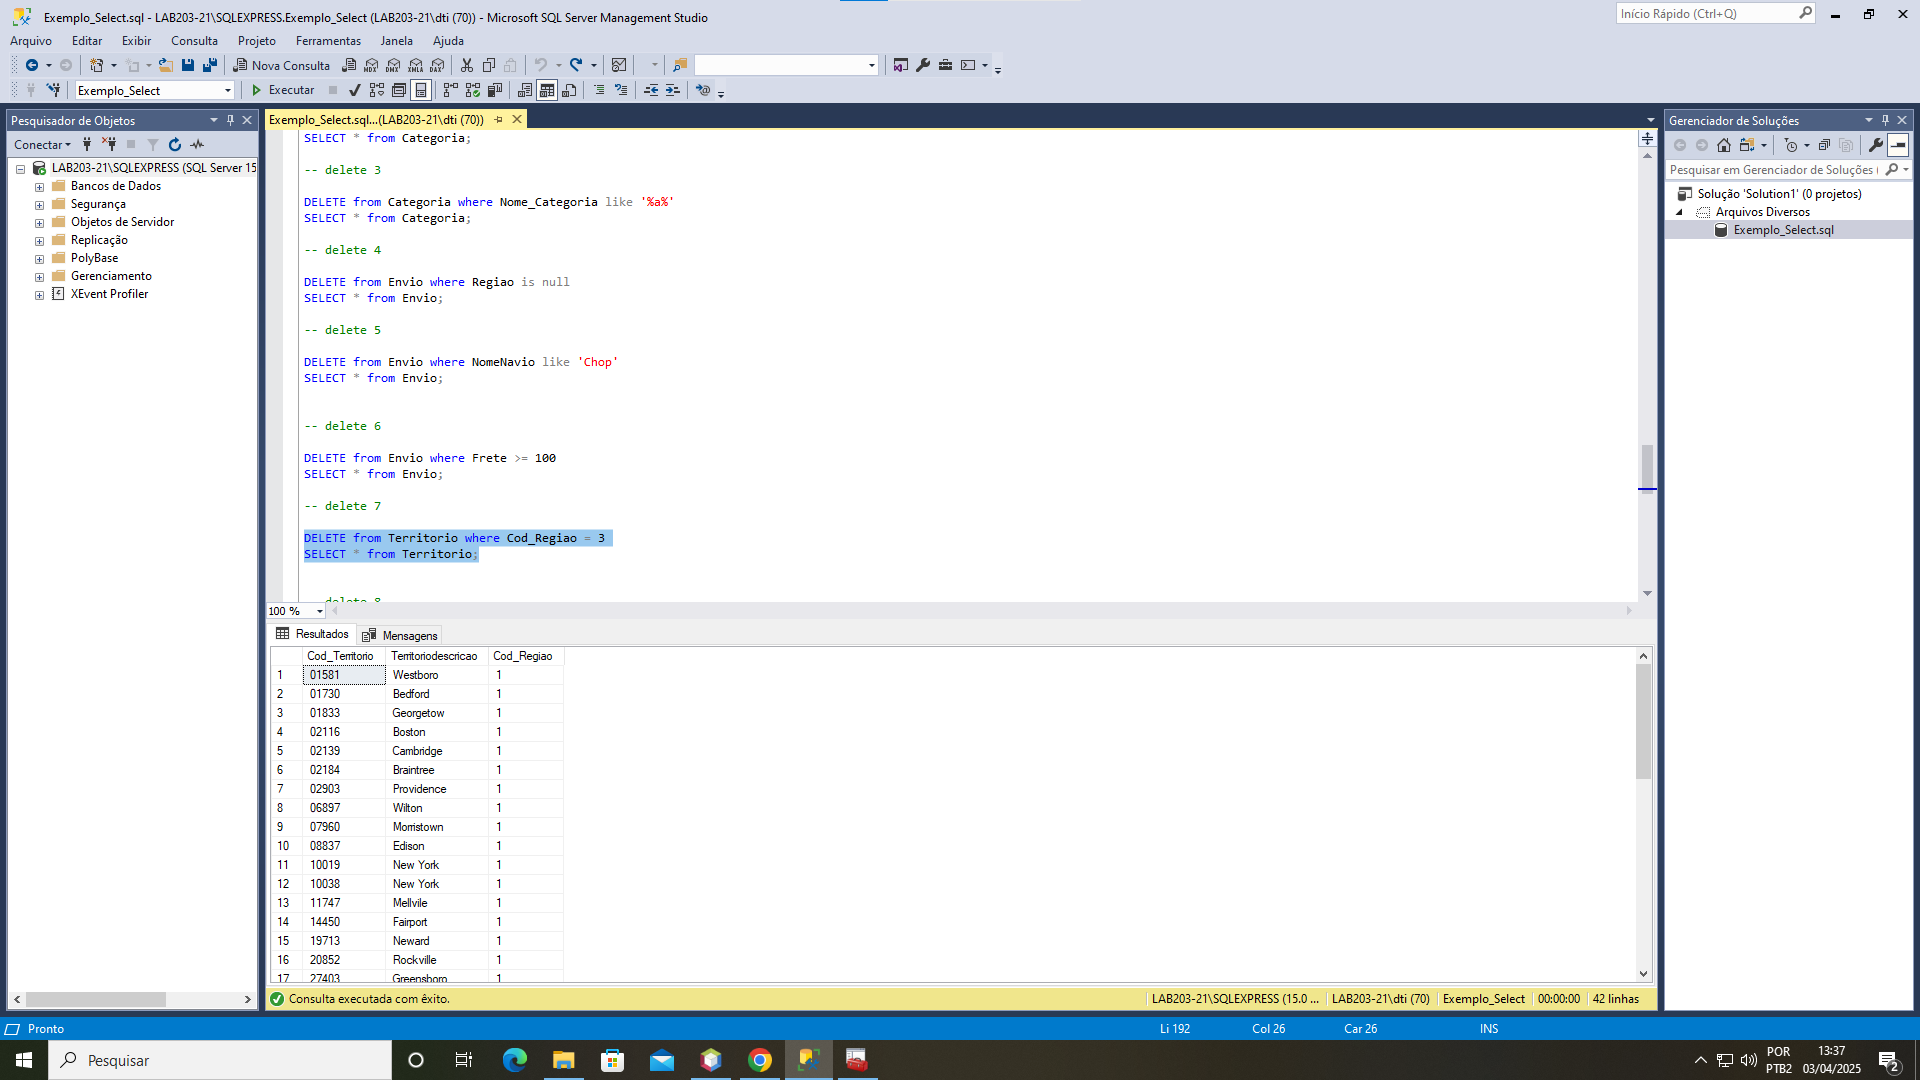 Exemplo_Select.sql - LAB203-21\SQLEXPRESS.Exemplo_Select (LAB203-21\dti (70)) - Microsoft SQL Server Management Studio
Início Rápido (Ctrl+Q)
Arquivo Editar Exibir Consulta Projeto Ferramentas Janela Ajuda
Nova Consulta
Exemplo_Select
Executar
Pesquisador de Objetos
Conectar
LAB203-21\SQLEXPRESS (SQL Server 15
Bancos de Dados
Segurança
Objetos de Servidor
Replicação
PolyBase
Gerenciamento
XEvent Profiler
Exemplo_Select.sql...(LAB203-21\dti (70))
SELECT * from Categoria;
-- delete 3
DELETE from Categoria where Nome_Categoria like '%a%'
SELECT * from Categoria;
-- delete 4
DELETE from Envio where Regiao is null
SELECT * from Envio;
-- delete 5
DELETE from Envio where NomeNavio like 'Chop'
SELECT * from Envio;
-- delete 6
DELETE from Envio where Frete >= 100
SELECT * from Envio;
-- delete 7
DELETE from Territorio where Cod_Regiao = 3
SELECT * from Territorio;
delete 8
100 %
Resultados Mensagens
Cod_Territorio Territoriodescricao Cod_Regiao
1 01581 Westboro 1
2 01730 Bedford 1
3 01833 Georgetow 1
4 02116 Boston 1
5 02139 Cambridge 1
6 02184 Braintree 1
7 02903 Providence 1
8 06897 Wilton 1
9 07960 Morristown 1
10 08837 Edison 1
11 10019 New York 1
12 10038 New York 1
13 11747 Mellvile 1
14 14450 Fairport 1
15 19713 Neward 1
16 20852 Rockville 1
17 27403 Greensboro 1
Consulta executada com êxito.
LAB203-21\SQLEXPRESS (15.0 ... LAB203-21\dti (70) Exemplo_Select 00:00:00 42 linhas
Gerenciador de Soluções
Pesquisar em Gerenciador de Soluções (
Solução 'Solution1' (0 projetos)
Arquivos Diversos
Exemplo_Select.sql
Pronto
Li 192 Col 26 Car 26 INS
Pesquisar
POR
PTB2
13:37
03/04/2025
2